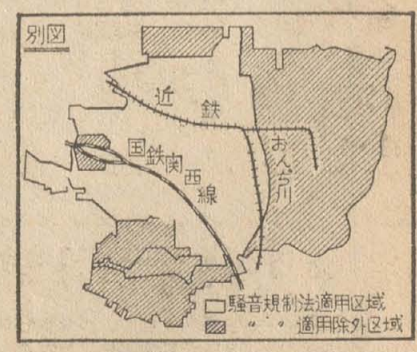 別図
近鉄
国鉄関西線
おんぢ川
騒音規制法適用区域
〃 〃 適用除外区域